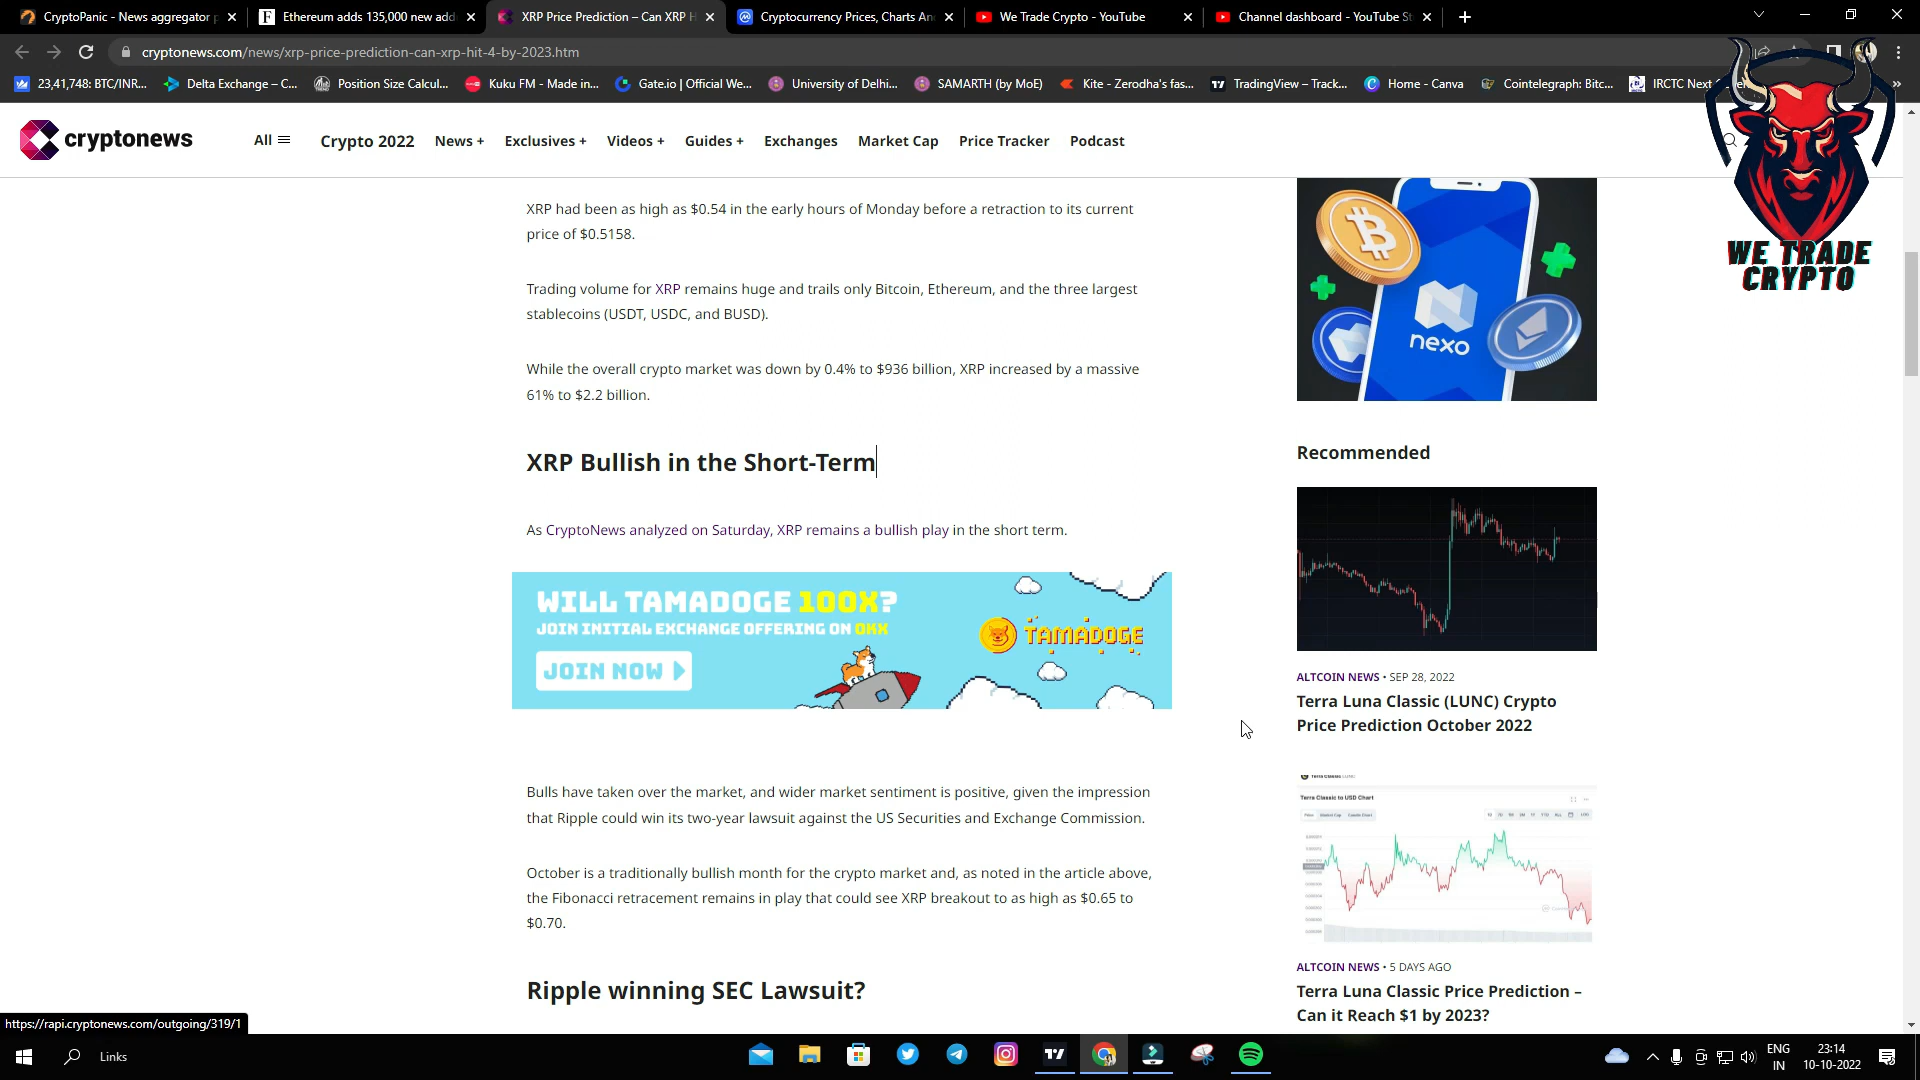 CryptoPanic - News aggregator p
Ethereum adds 135,000 new add
XRP Price Prediction – Can XRP H
Cryptocurrency Prices, Charts An
We Trade Crypto - YouTube
Channel dashboard - YouTube St
cryptonews.com/news/xrp-price-prediction-can-xrp-hit-4-by-2023.htm
23,41,748: BTC/INR...
Delta Exchange – C...
Position Size Calcul...
Kuku FM - Made in...
Gate.io | Official We...
University of Delhi...
SAMARTH (by MoE)
Kite - Zerodha's fas...
TradingView – Track...
Home - Canva
Cointelegraph: Bitc...
IRCTC Next
cryptonews
All
Crypto 2022
News +
Exclusives +
Videos +
Guides +
Exchanges
Market Cap
Price Tracker
Podcast
WE TRADE
CRYPTO
XRP had been as high as $0.54 in the early hours of Monday before a retraction to its current
price of $0.5158.
Trading volume for XRP remains huge and trails only Bitcoin, Ethereum, and the three largest
stablecoins (USDT, USDC, and BUSD).
While the overall crypto market was down by 0.4% to $936 billion, XRP increased by a massive
61% to $2.2 billion.
nexo
XRP Bullish in the Short-Term
As CryptoNews analyzed on Saturday, XRP remains a bullish play in the short term.
WILL TAMADOGE 100X?
JOIN INITIAL EXCHANGE OFFERING ON OKX
JOIN NOW
TAMADOGE
Bulls have taken over the market, and wider market sentiment is positive, given the impression
that Ripple could win its two-year lawsuit against the US Securities and Exchange Commission.
October is a traditionally bullish month for the crypto market and, as noted in the article above,
the Fibonacci retracement remains in play that could see XRP breakout to as high as $0.65 to
$0.70.
Ripple winning SEC Lawsuit?
Recommended
ALTCOIN NEWS • SEP 28, 2022
Terra Luna Classic (LUNC) Crypto
Price Prediction October 2022
Terra Classic to USD Chart
ALTCOIN NEWS • 5 DAYS AGO
Terra Luna Classic Price Prediction –
Can it Reach $1 by 2023?
https://rapi.cryptonews.com/outgoing/319/1
Links
ENG
IN
23:14
10-10-2022